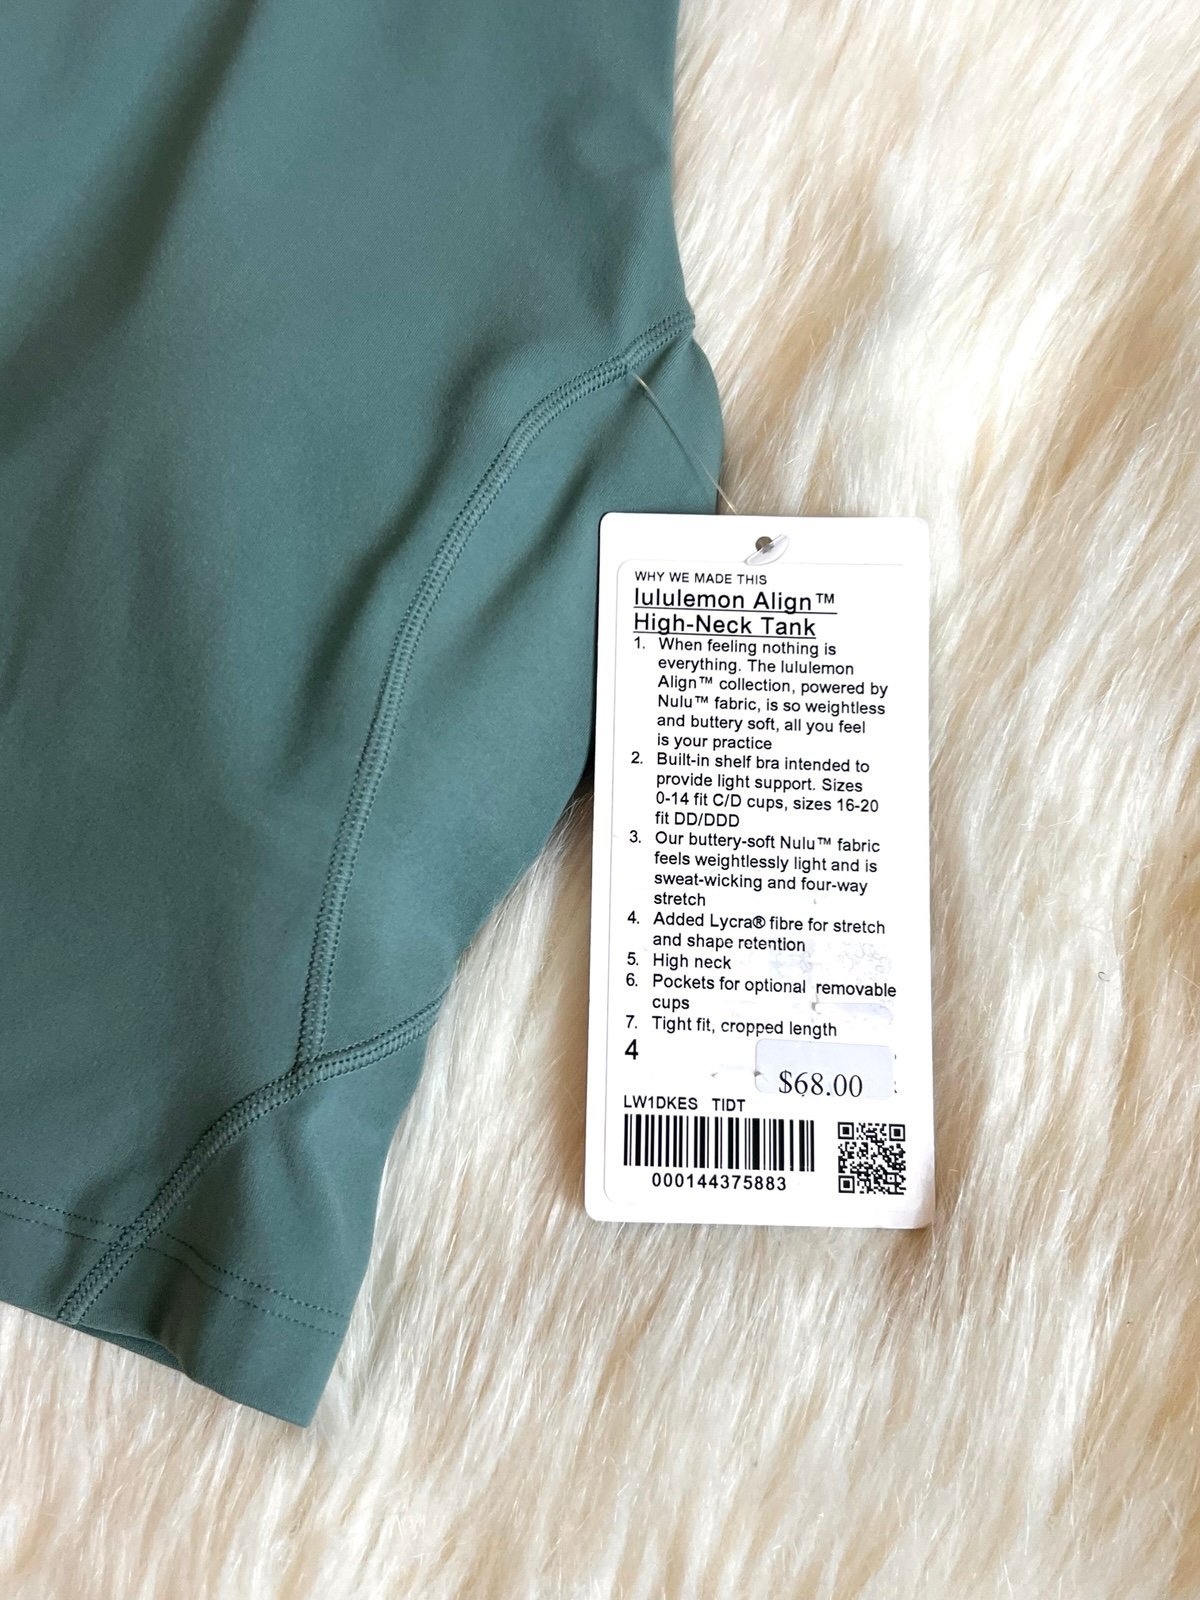 WHY WE MADE THIS
lululemon Align™
High-Neck Tank
1. When feeling nothing is
everything. The lululemon
Align™ collection, powered by
Nulu™ fabric, is so weightless
and buttery soft, all you feel
is your practice
2. Built-in shelf bra intended to
provide light support. Sizes
0-14 fit C/D cups, sizes 16-20
fit DD/DDD
3. Our buttery-soft Nulu™ fabric
feels weightlessly light and is
sweat-wicking and four-way
stretch
4. Added Lycra® fibre for stretch
and shape retention
5. High neck
6. Pockets for optional removable
cups
7. Tight fit, cropped length
4
$68.00
LW1DKES TIDT
000144375883